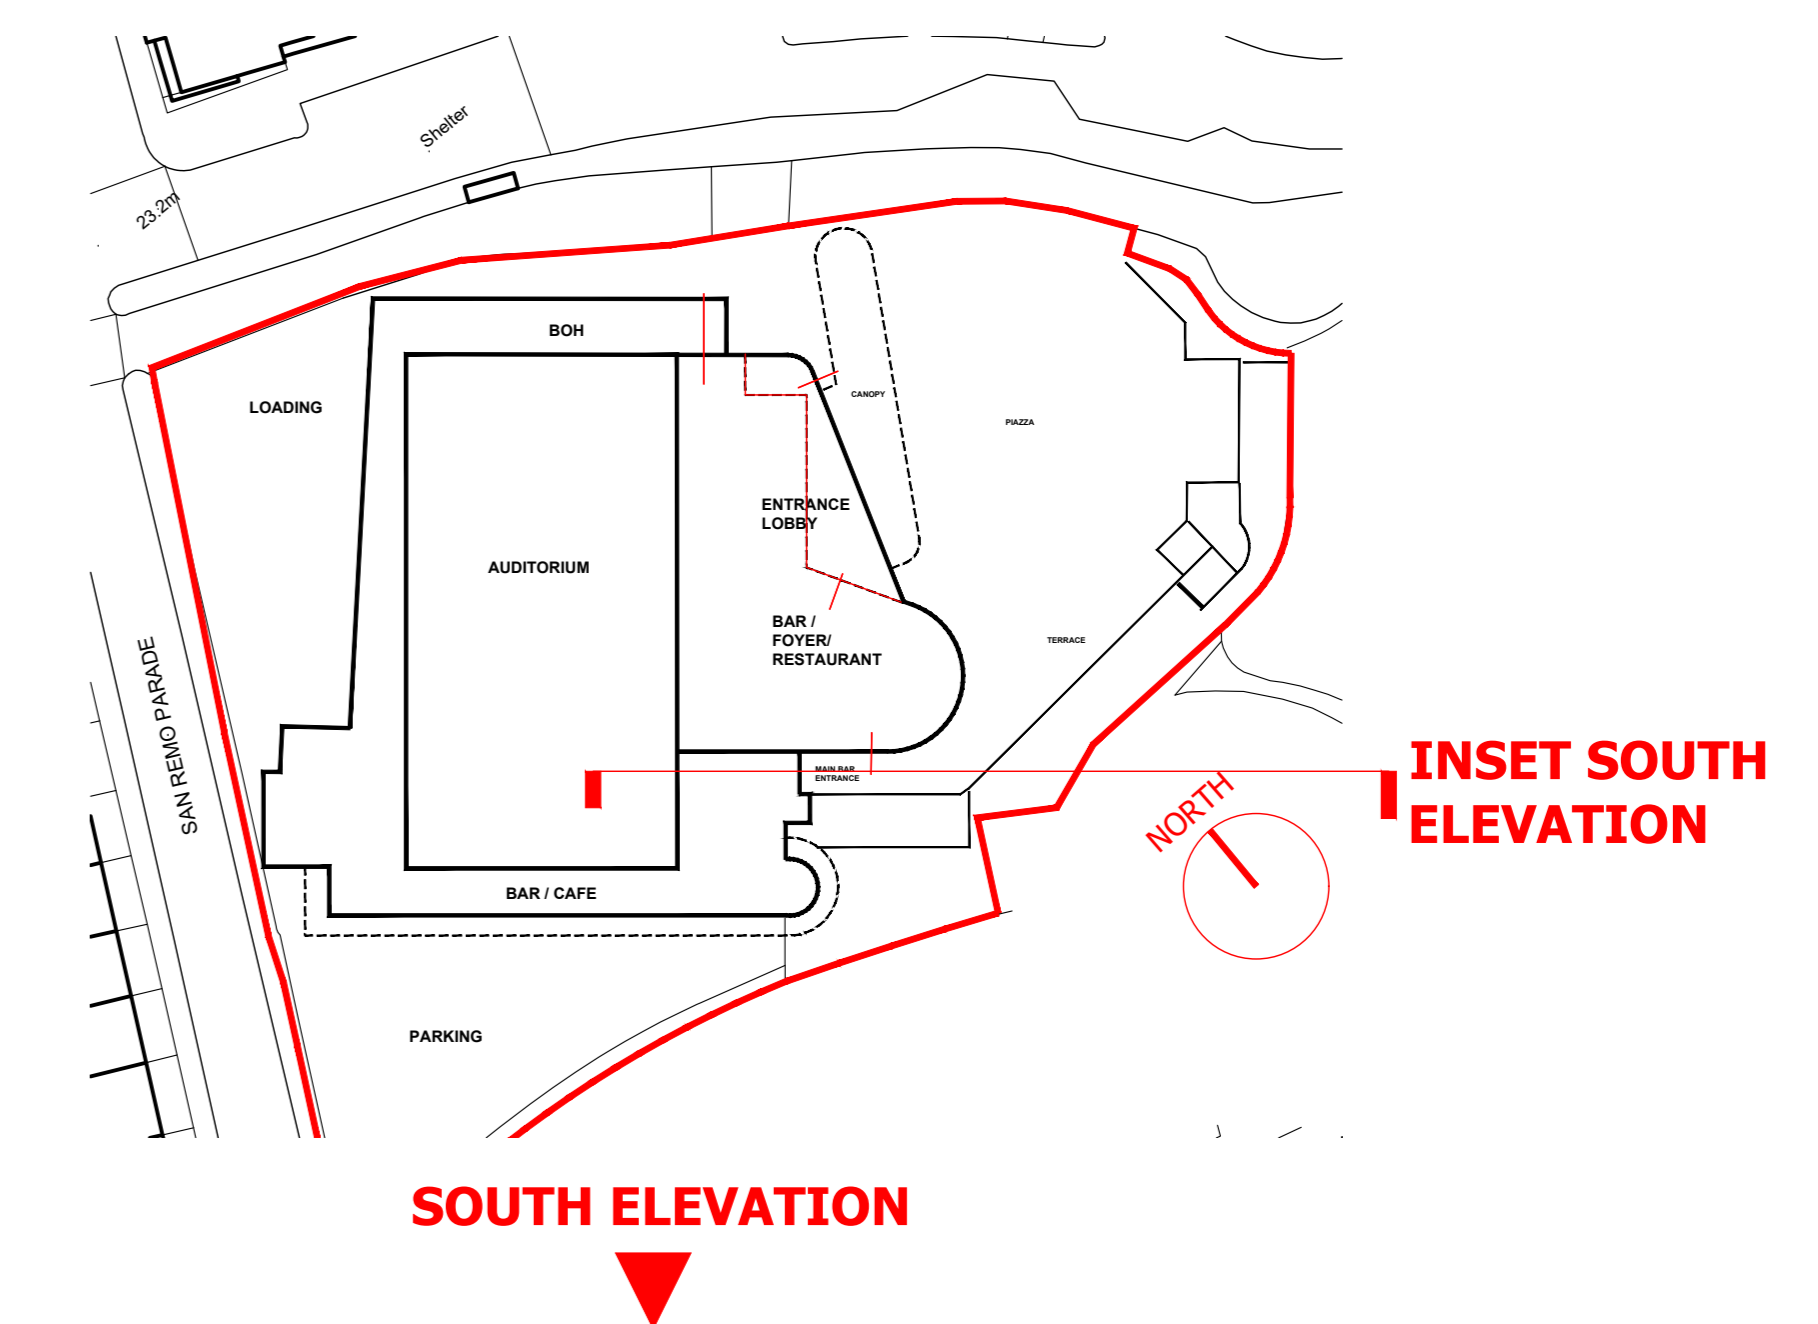 Shelter
23.2m
BOH
LOADING
CANOPY
PIAZZA
ENTRANCE
LOBBY
AUDITORIUM
BAR /
FOYER/
RESTAURANT
TERRACE
SAN REMO PARADE
MAIN BAR
ENTRANCE
INSET SOUTH
ELEVATION
NORTH
BAR / CAFE
PARKING
SOUTH ELEVATION